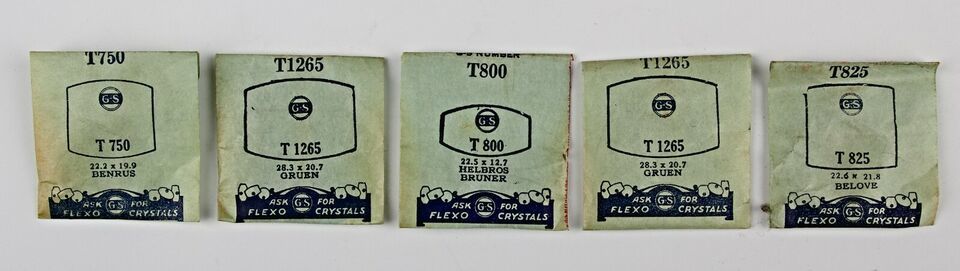 T750
G-S
T 750
22.2 x 19.9
BENRUS
ASK G-S FOR
FLEXO CRYSTALS
T1265
G-S
T 1265
28.3 x 20.7
GRUEN
ASK G-S FOR
FLEXO CRYSTALS
G-S NUMBER
T800
G-S
T 800
22.5 x 12.7
HELBROS
BRUNER
ASK G-S FOR
FLEXO CRYSTALS
T1265
G-S
T 1265
28.3 x 20.7
GRUEN
ASK G-S FOR
FLEXO CRYSTALS
T825
G-S
T 825
22.6 x 21.8
BELOVE
ASK G-S FOR
FLEXO CRYSTALS